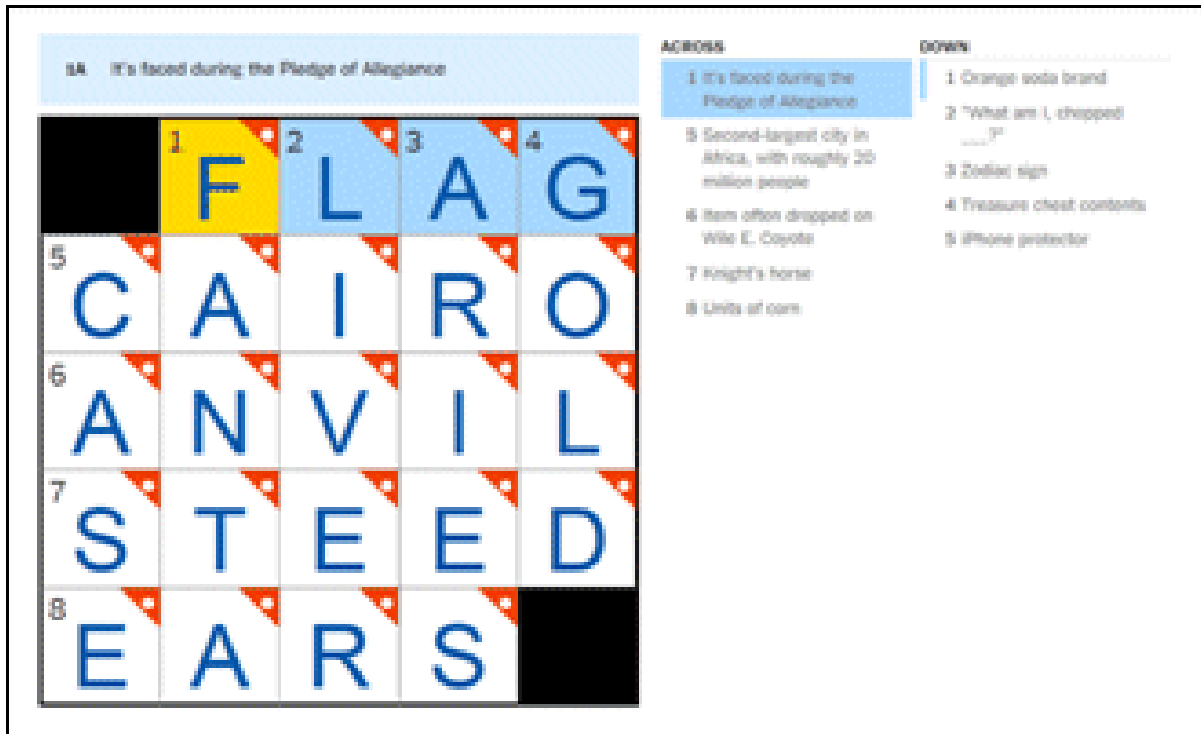 1A It's faced during the Pledge of Allegiance
1 F 2 L 3 A 4 G
5 C A I R O
6 A N V I L
7 S T E E D
8 E A R S
ACROSS
1 It's faced during the
Pledge of Allegiance
5 Second-largest city in
Africa, with roughly 20
million people
6 Item often dropped on
Wile E. Coyote
7 Knight's horse
8 Units of corn
DOWN
1 Orange soda brand
2 "What am I, chopped
___?"
3 Zodiac sign
4 Treasure chest contents
5 iPhone protector